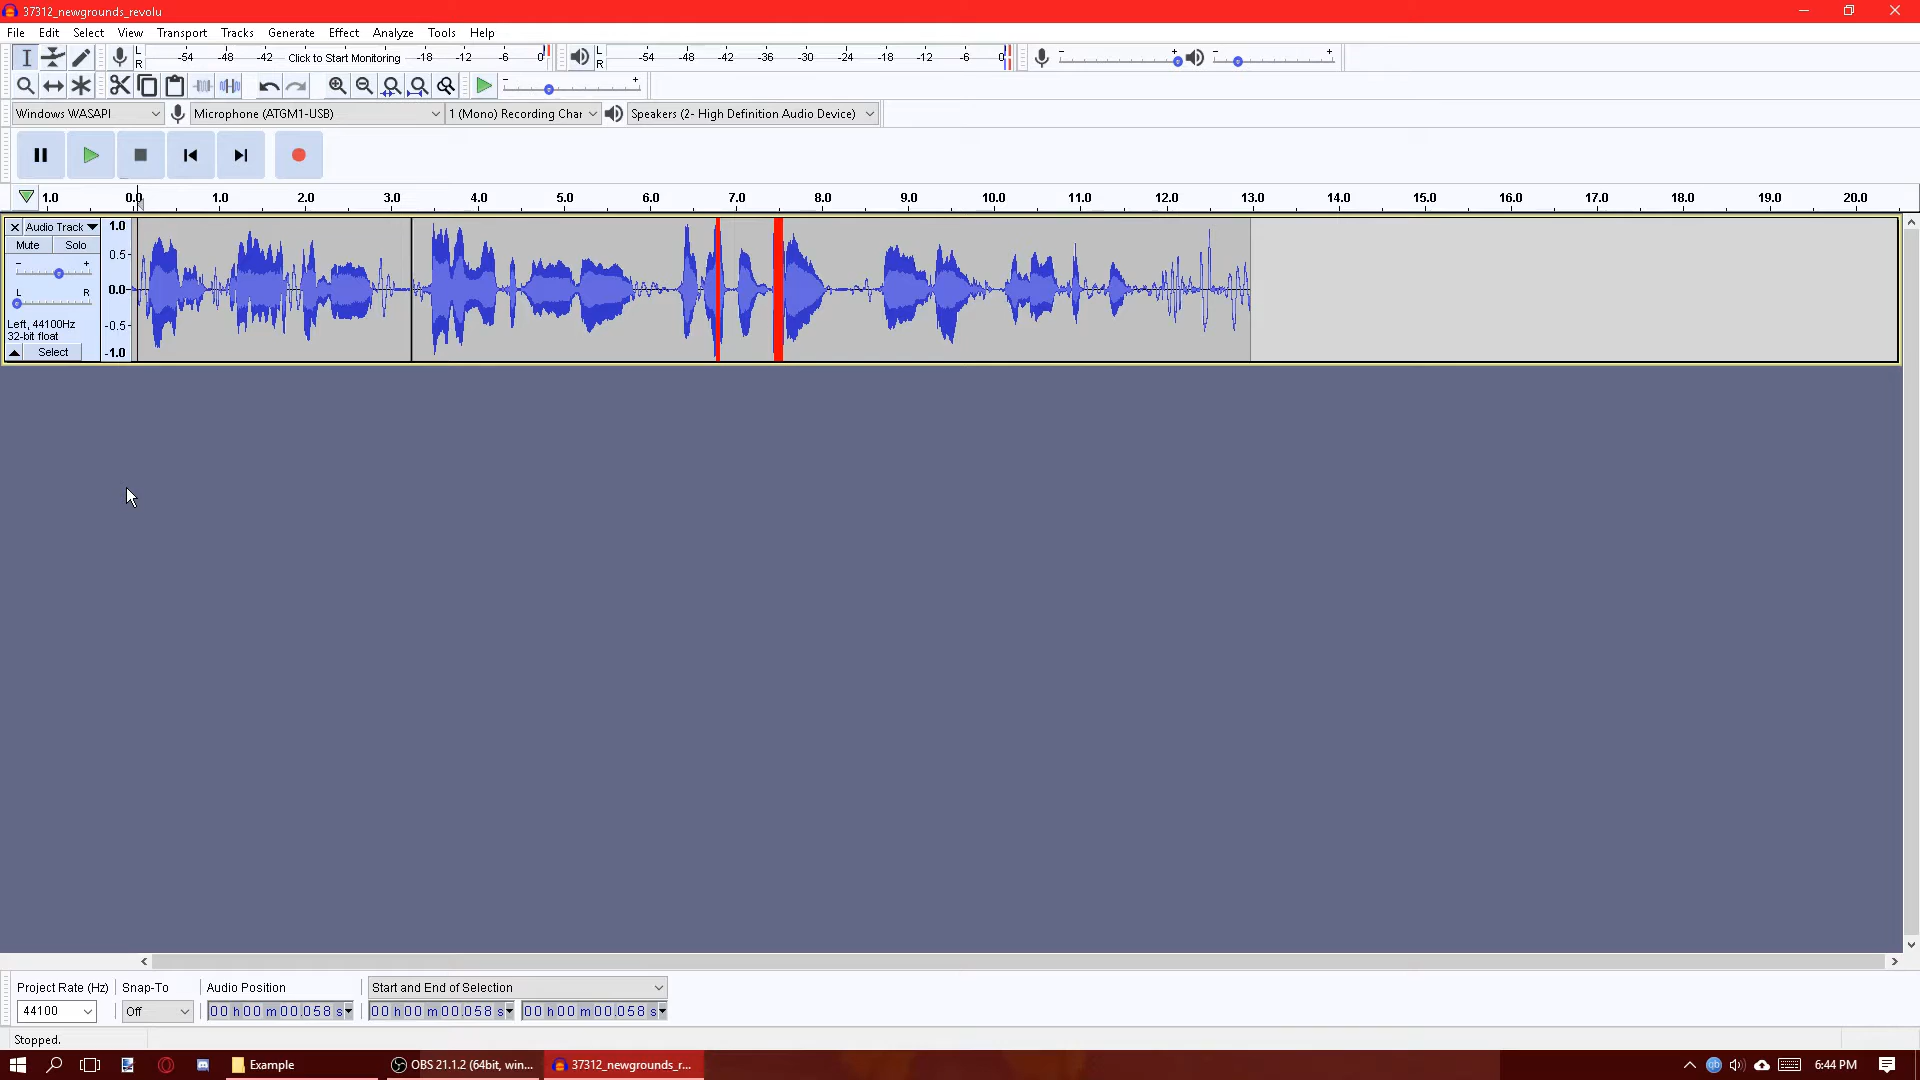 37312_newgrounds_revolu
File Edit Select View Transport Tracks Generate Effect Analyze Tools Help
L R -54 -48 -42 Click to Start Monitoring -18 -12 -6 0 L R -54 -48 -42 -36 -30 -24 -18 -12 -6 0 - + - +
- +
Windows WASAPI Microphone (ATGM1-USB) 1 (Mono) Recording Char Speakers (2- High Definition Audio Device)
1.0 0.0 1.0 2.0 3.0 4.0 5.0 6.0 7.0 8.0 9.0 10.0 11.0 12.0 13.0 14.0 15.0 16.0 17.0 18.0 19.0 20.0
Audio Track 1.0
Mute Solo
- + 0.5
L R 0.0
Left, 44100Hz -0.5
32-bit float
Select -1.0
Project Rate (Hz) Snap-To Audio Position Start and End of Selection
44100 Off 00 h 00 m 00.058 s 00 h 00 m 00.058 s 00 h 00 m 00.058 s
Stopped.
Example OBS 21.1.2 (64bit, win... 37312_newgrounds_r... 6:44 PM